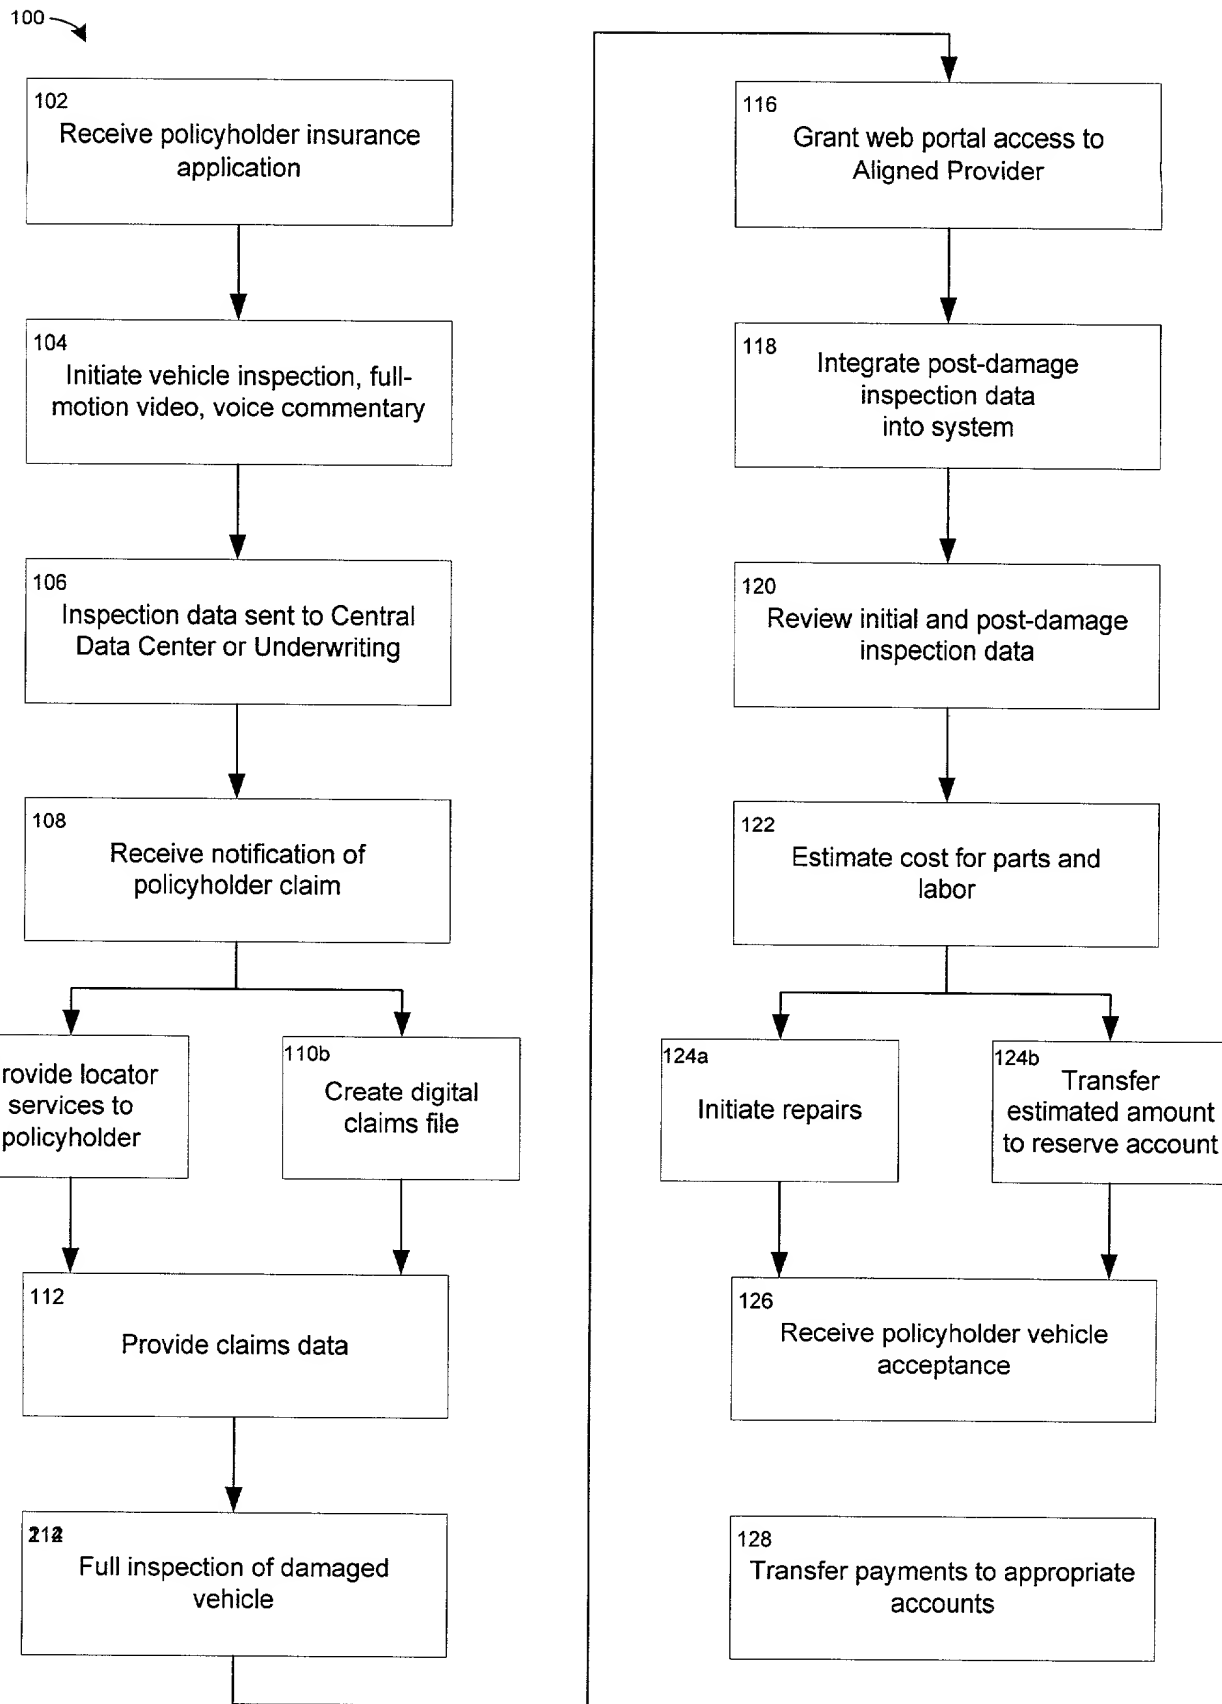 100
102
Receive policyholder insurance
application
104
Initiate vehicle inspection, full-
motion video, voice commentary
106
Inspection data sent to Central
Data Center or Underwriting
108
Receive notification of
policyholder claim
rovide locator
services to
policyholder
110b
Create digital
claims file
112
Provide claims data
Full inspection of damaged
vehicle
116
Grant web portal access to
Aligned Provider
118
Integrate post-damage
inspection data
into system
120
Review initial and post-damage
inspection data
122
Estimate cost for parts and
labor
124a
Initiate repairs
124b
Transfer
estimated amount
to reserve account
126
Receive policyholder vehicle
acceptance
128
Transfer payments to appropriate
accounts